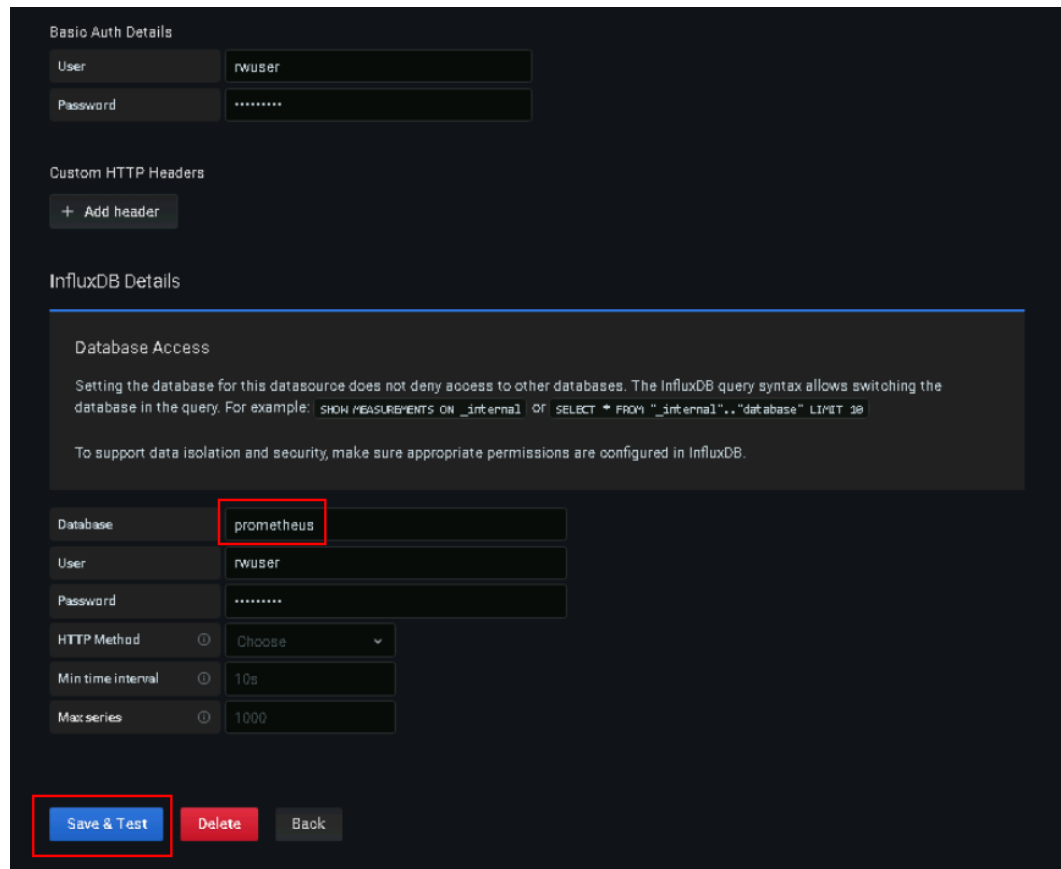 Basic Auth Details
User rwuser
Password ·········
Custom HTTP Headers
+ Add header
InfluxDB Details
Database Access
Setting the database for this datasource does not deny access to other databases. The InfluxDB query syntax allows switching the
database in the query. For example: SHOW MEASUREMENTS ON _internal or SELECT * FROM "_internal".."database" LIMIT 10
To support data isolation and security, make sure appropriate permissions are configured in InfluxDB.
Database prometheus
User rwuser
Password ·········
HTTP Method Choose
Min time interval 10s
Max series 1000
Save & Test Delete Back